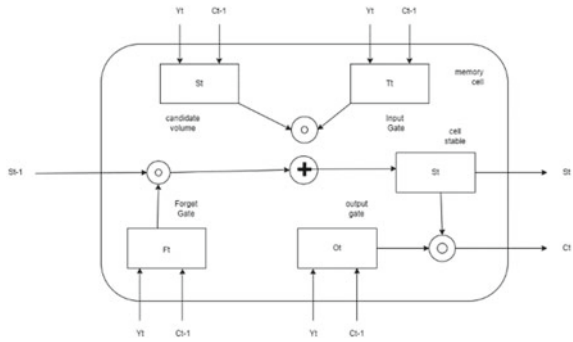 Yt Ct-1 Yt Ct-1
St
Tt
memory
cell
candidate
volume
Input
Gate
cell
stable
St-1
St
St
Forget
Gate
output
gate
Ft
Ot
Ct
Yt Ct-1 Yt Ct-1